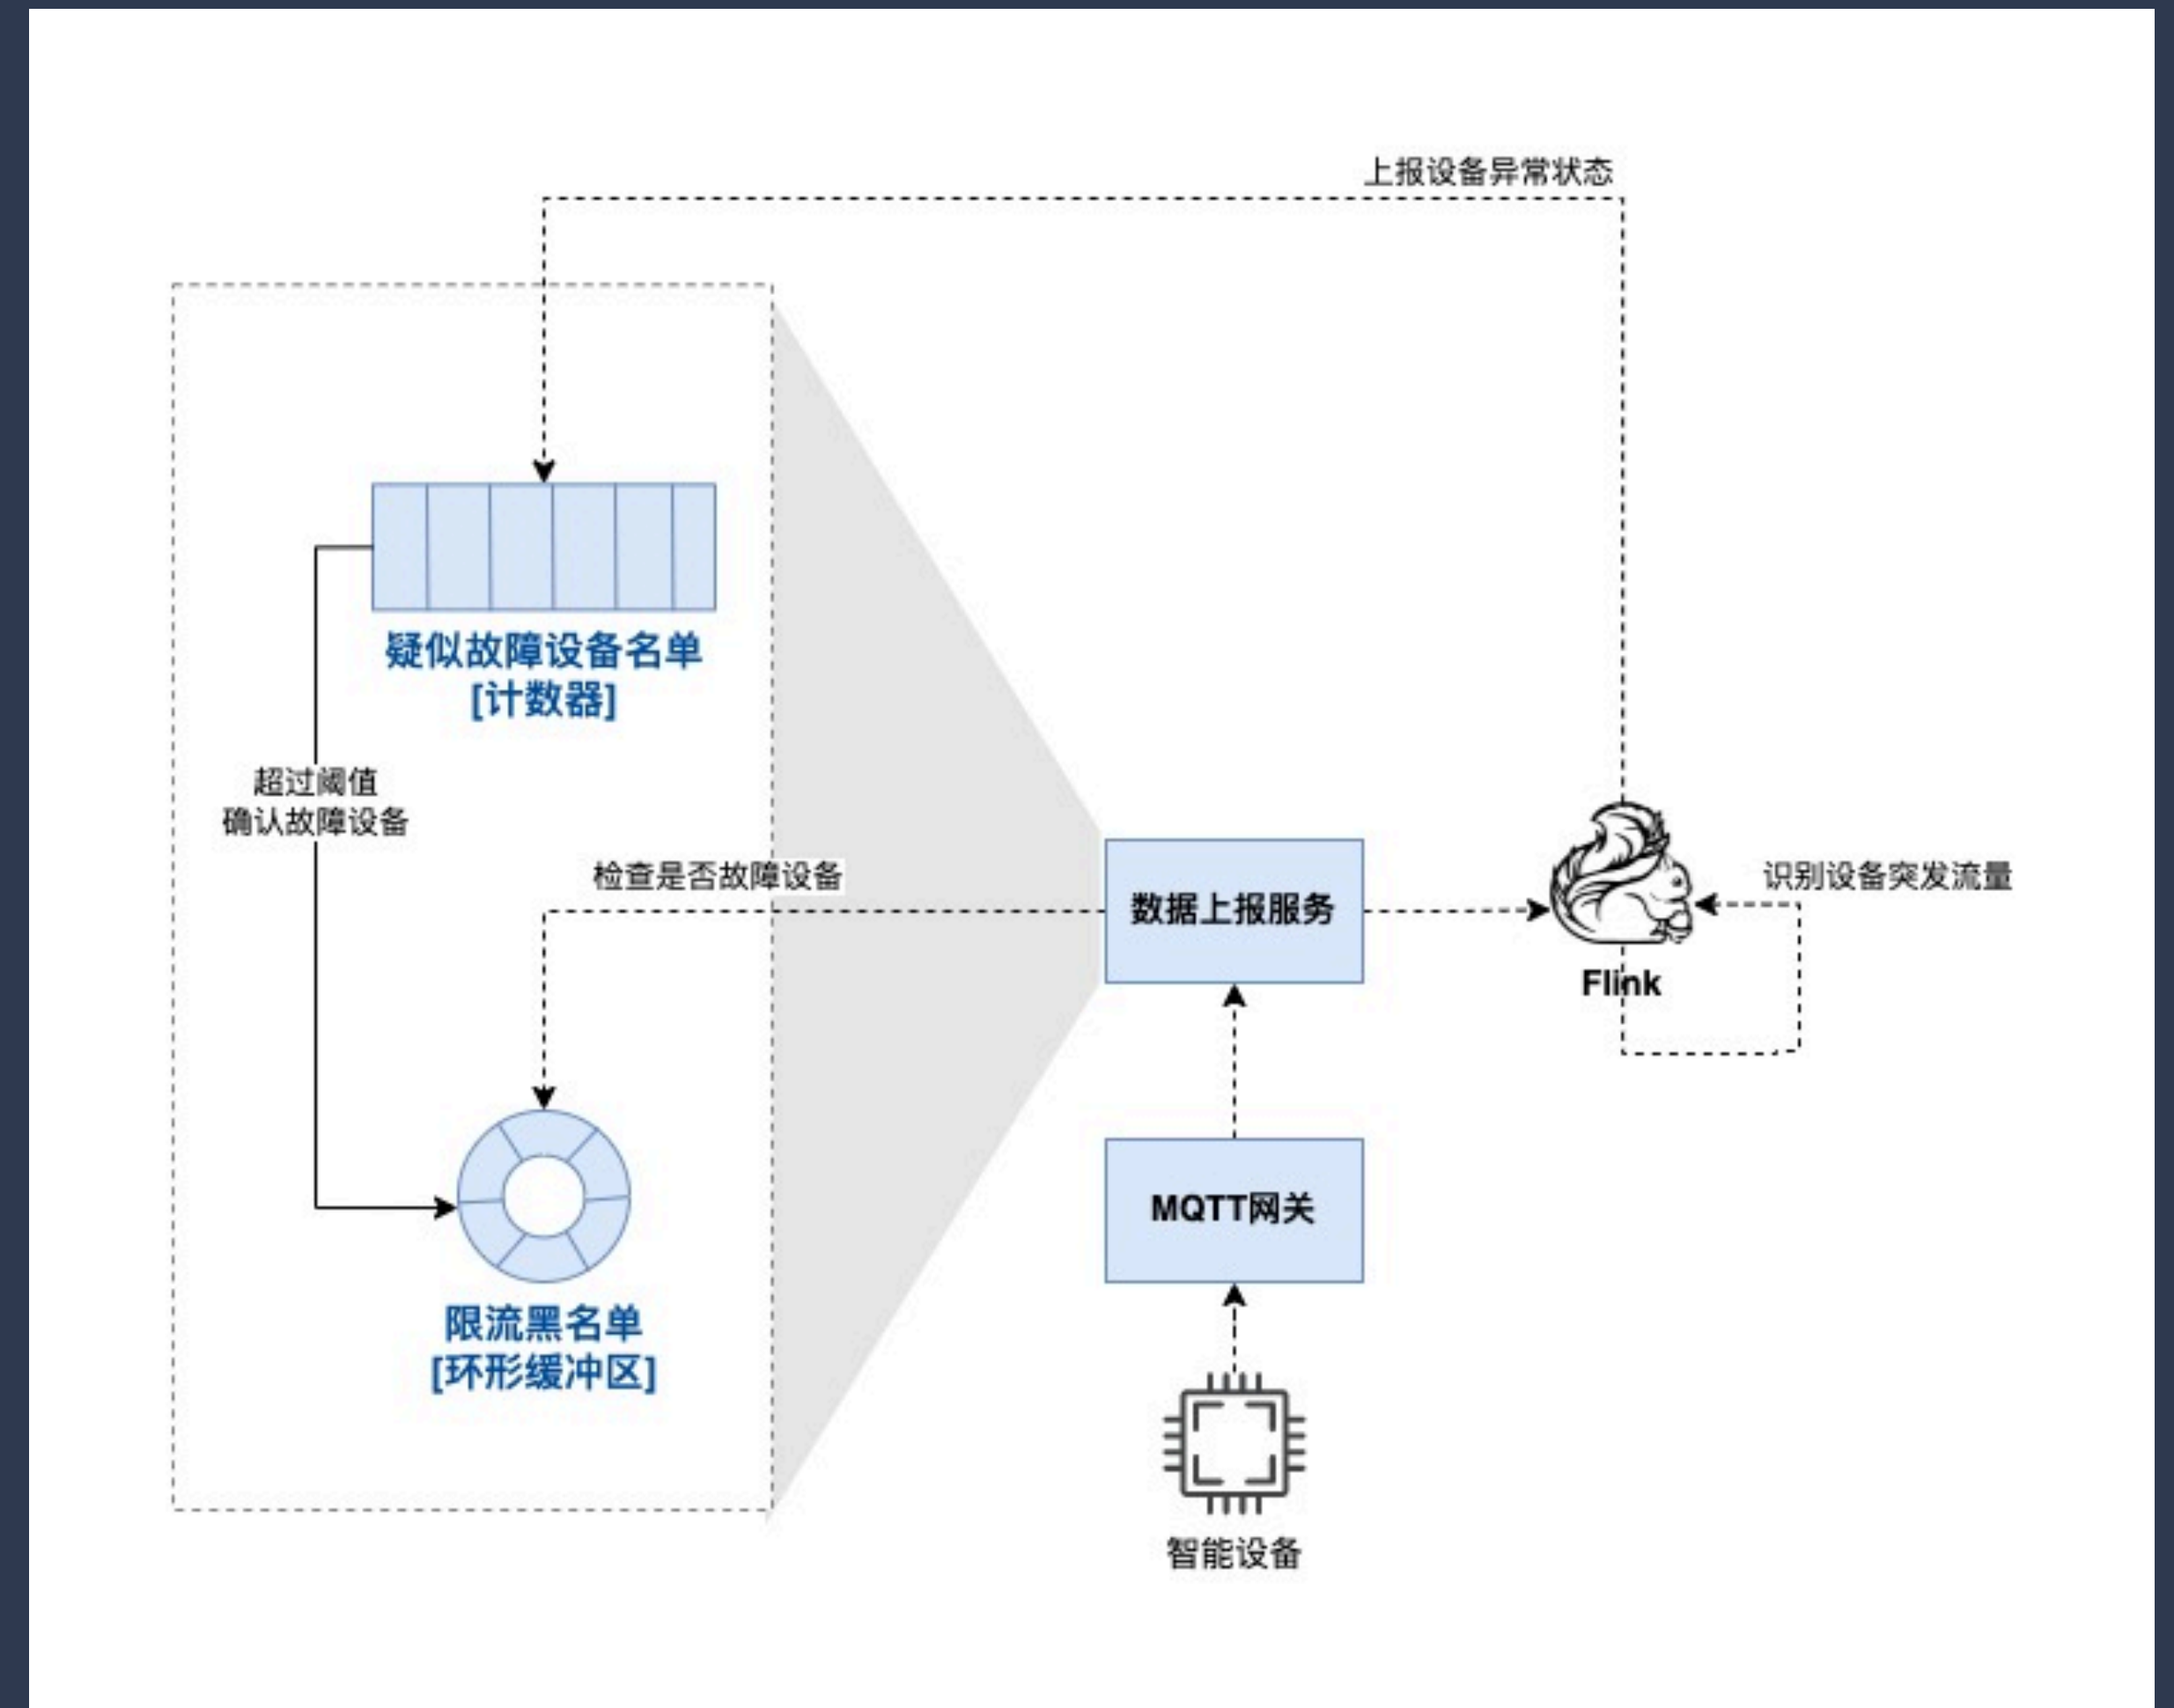 上报设备异常状态
疑似故障设备名单
[计数器]
超过阈值
确认故障设备
检查是否故障设备
数据上报服务
识别设备突发流量
Flink
MQTT网关
限流黑名单
[环形缓冲区]
智能设备